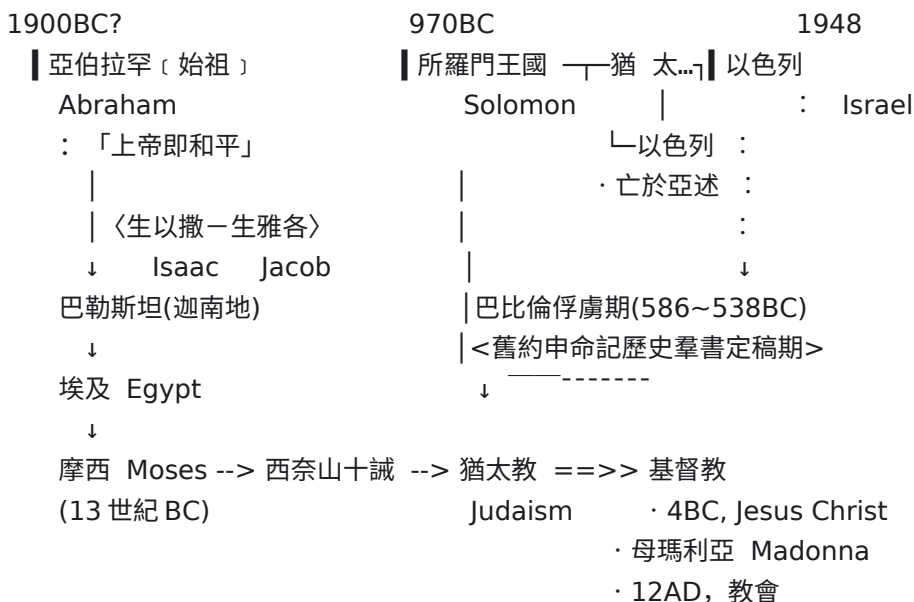 1900BC? 970BC 1948
▌亞伯拉罕﹝始祖﹞ ▌所羅門王國 ─┬─猶 太…┐▌以色列
Abraham Solomon │ : Israel
:「上帝即和平」 └─以色列 :
│ │ ‧亡於亞述 :
│〈生以撒－生雅各〉 │ :
↓ Isaac Jacob │ ↓
巴勒斯坦(迦南地) │巴比倫俘虜期(586~538BC)
↓ │<舊約申命記歷史羣書定稿期>
埃及 Egypt ↓ ￣￣-------
↓
摩西 Moses --> 西奈山十誡 --> 猶太教 ==>> 基督教
(13 世紀 BC) Judaism ‧4BC, Jesus Christ
‧母瑪利亞 Madonna
‧12AD，教會